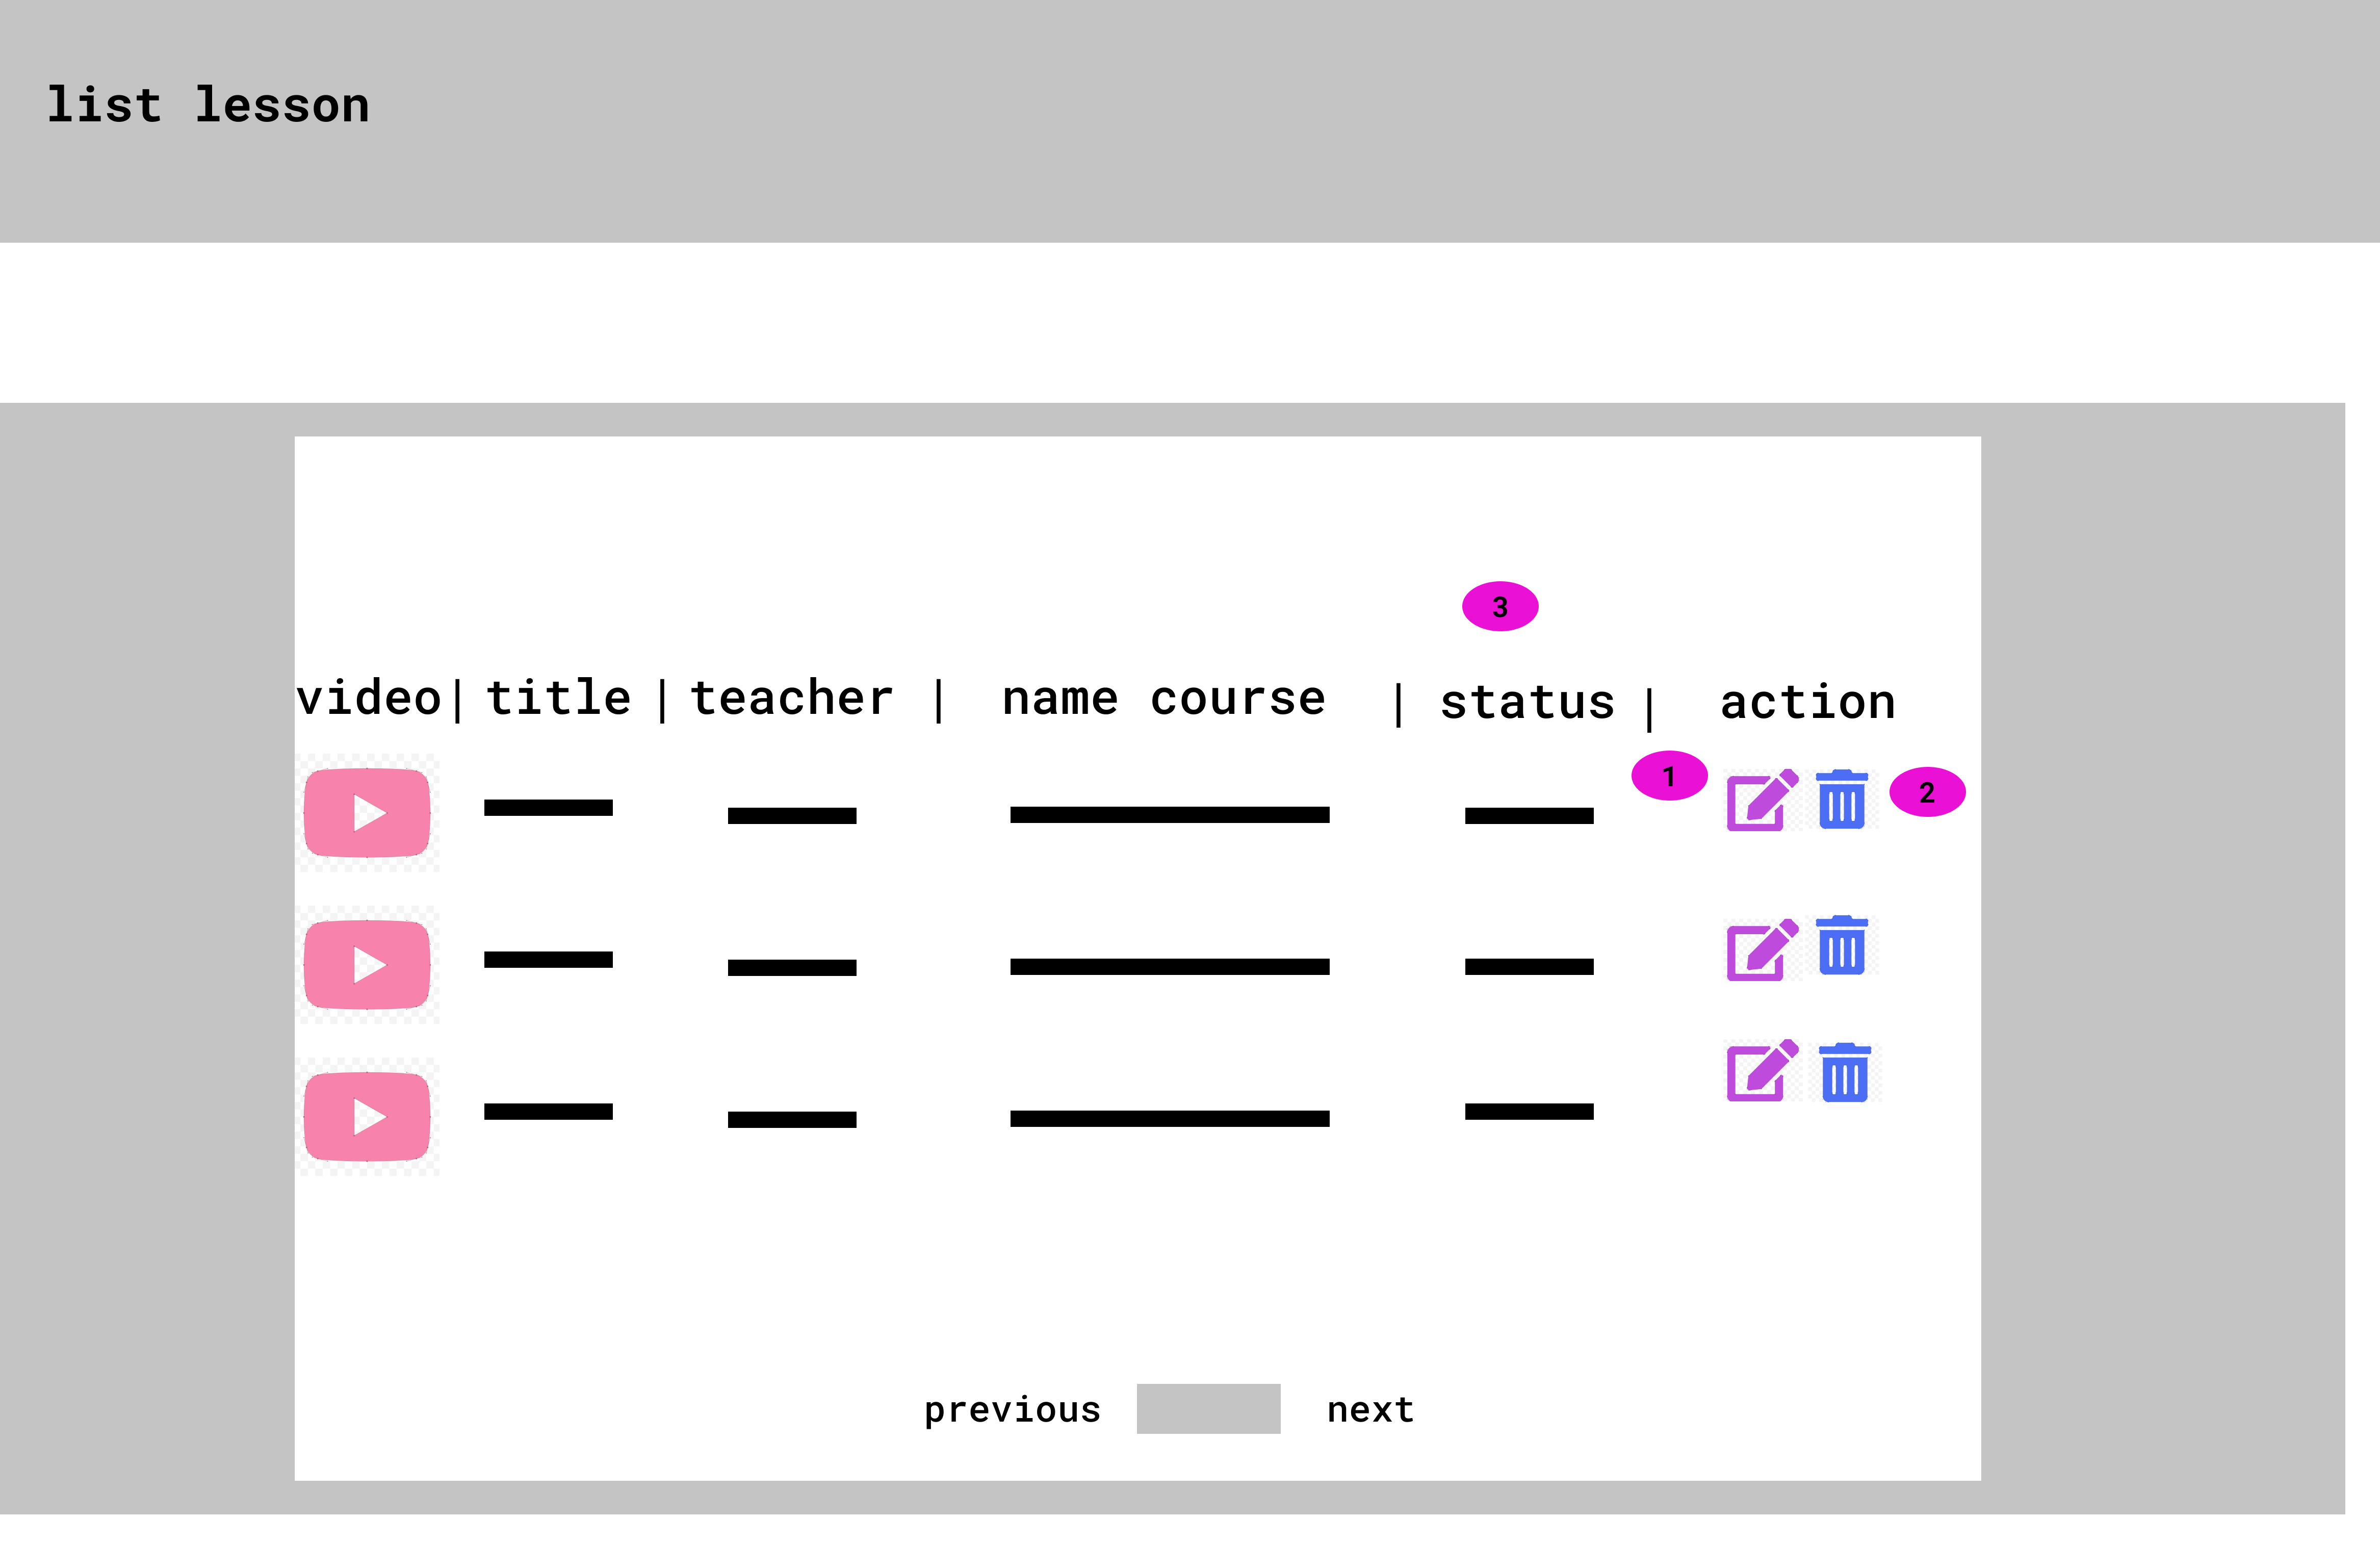 list lesson
3
video| title | teacher | name course | status | action
1
2
previous next